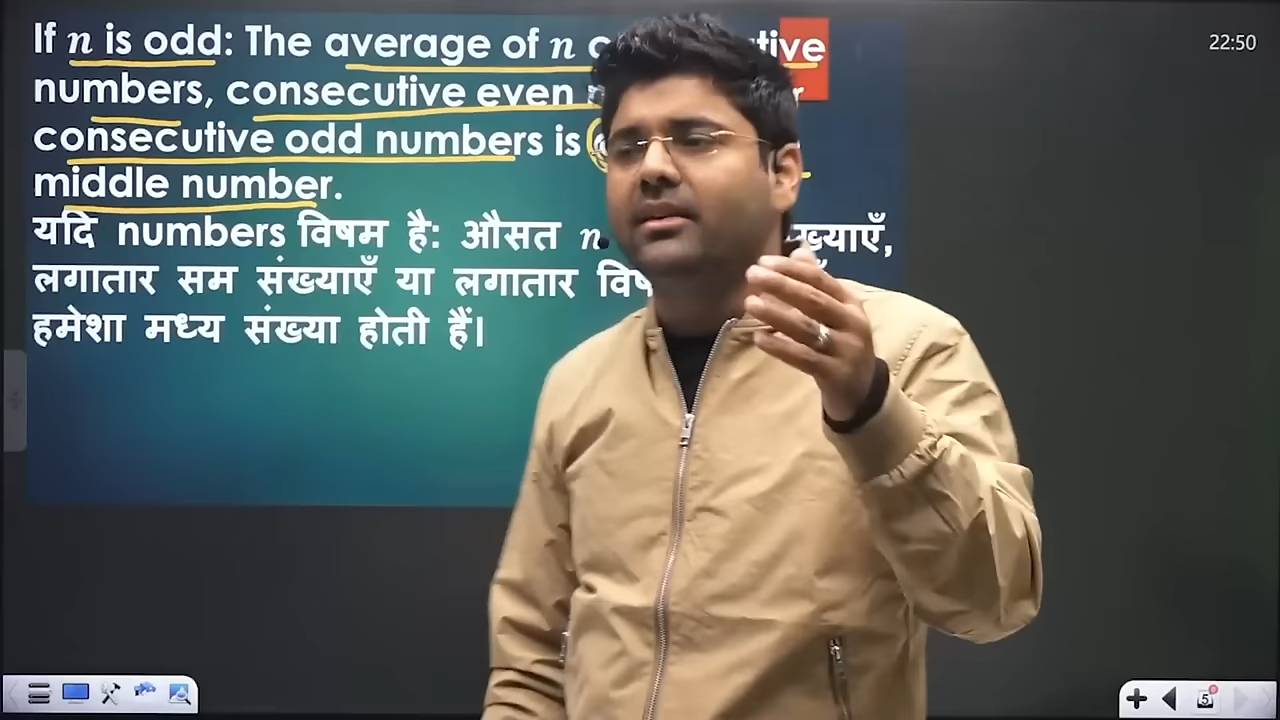 If n is odd: The average of n
numbers, consecutive even
consecutive odd numbers is
middle number.
यदि numbers विषम है: औसत n
लगातार सम संख्याएँ या लगातार
हमेशा मध्य संख्या होती हैं।
22:50
5